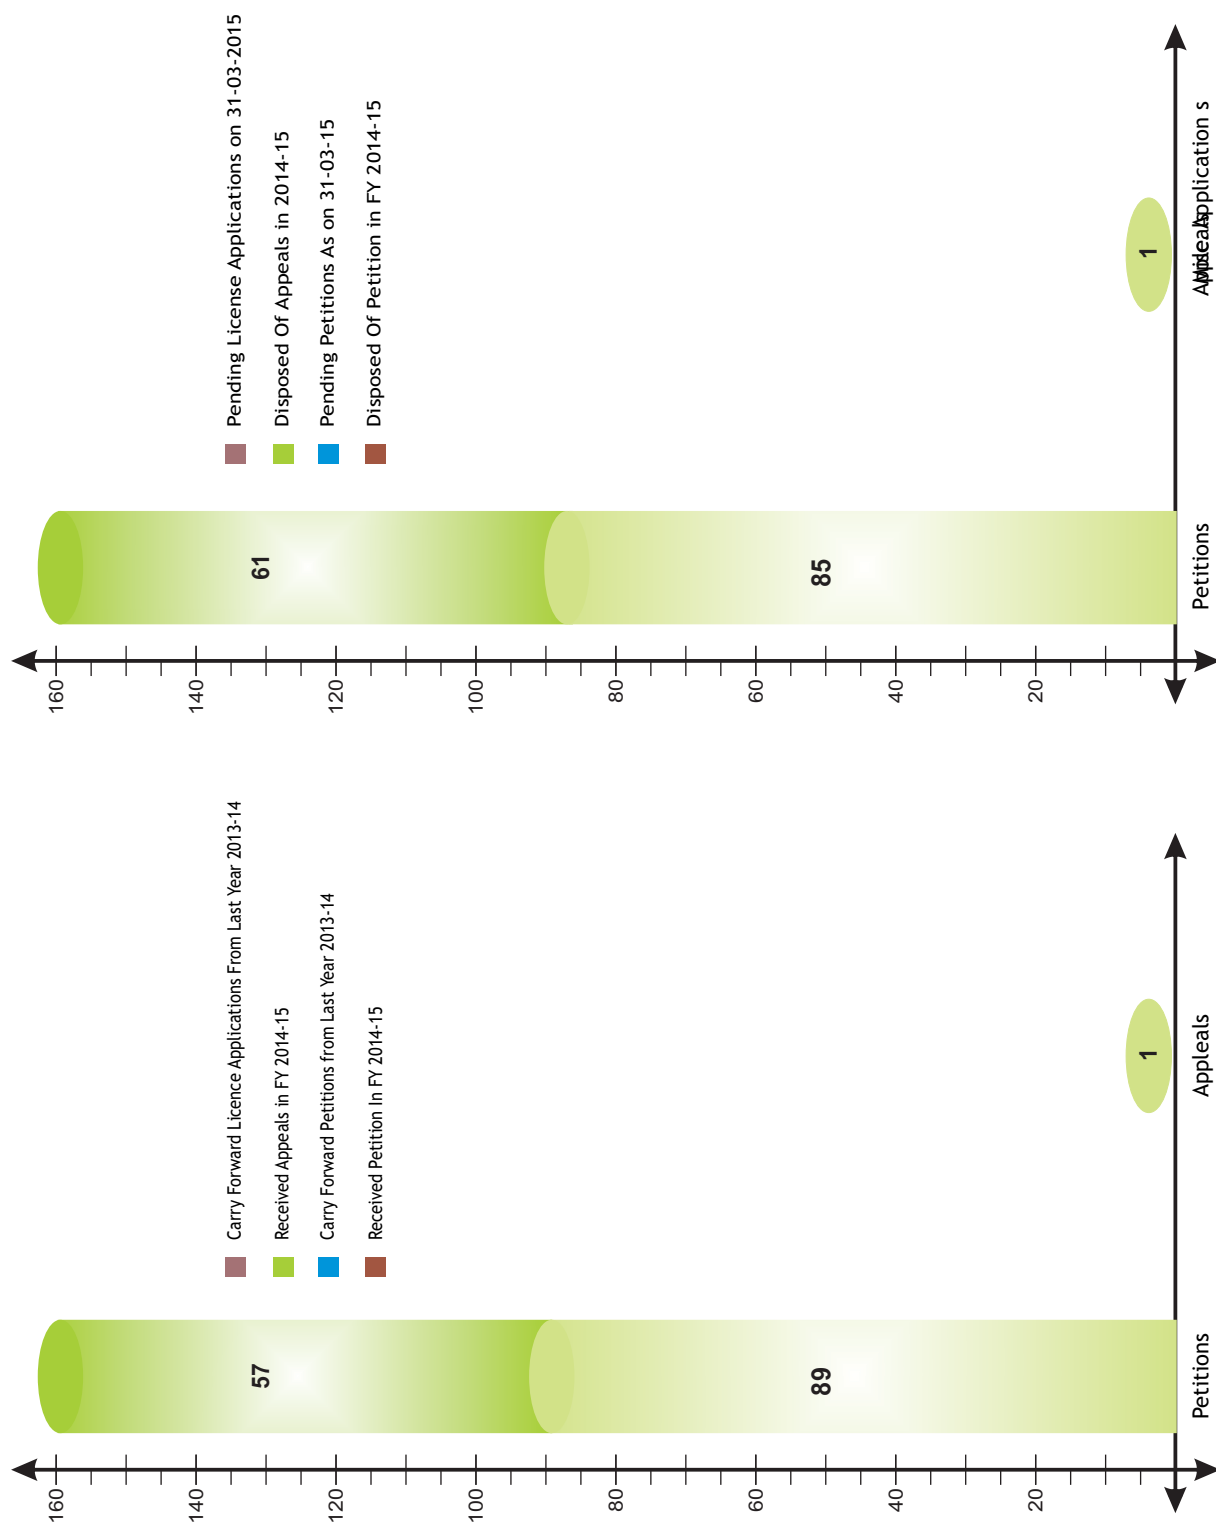 160
140
120
100
80
60
40
20
57
89
Carry Forward Licence Applications From Last Year 2013-14
Received Appeals in FY 2014-15
Carry Forward Petitions from Last Year 2013-14
Received Petition In FY 2014-15
1
Petitions
Appleals
160
140
120
100
80
60
40
20
61
85
Pending License Applications on 31-03-2015
Disposed Of Appeals in 2014-15
Pending Petitions As on 31-03-15
Disposed Of Petition in FY 2014-15
1
Petitions
Application s